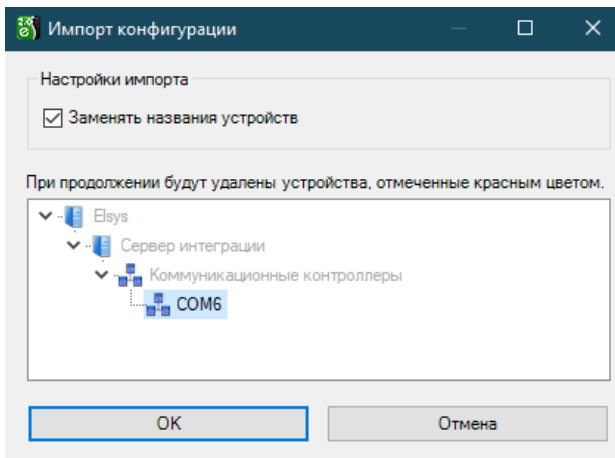 Импорт конфигурации
Настройки импорта
Заменять названия устройств
При продолжении будут удалены устройства, отмеченные красным цветом.
Elsys
Сервер интеграции
Коммуникационные контроллеры
COM6
OK
Отмена